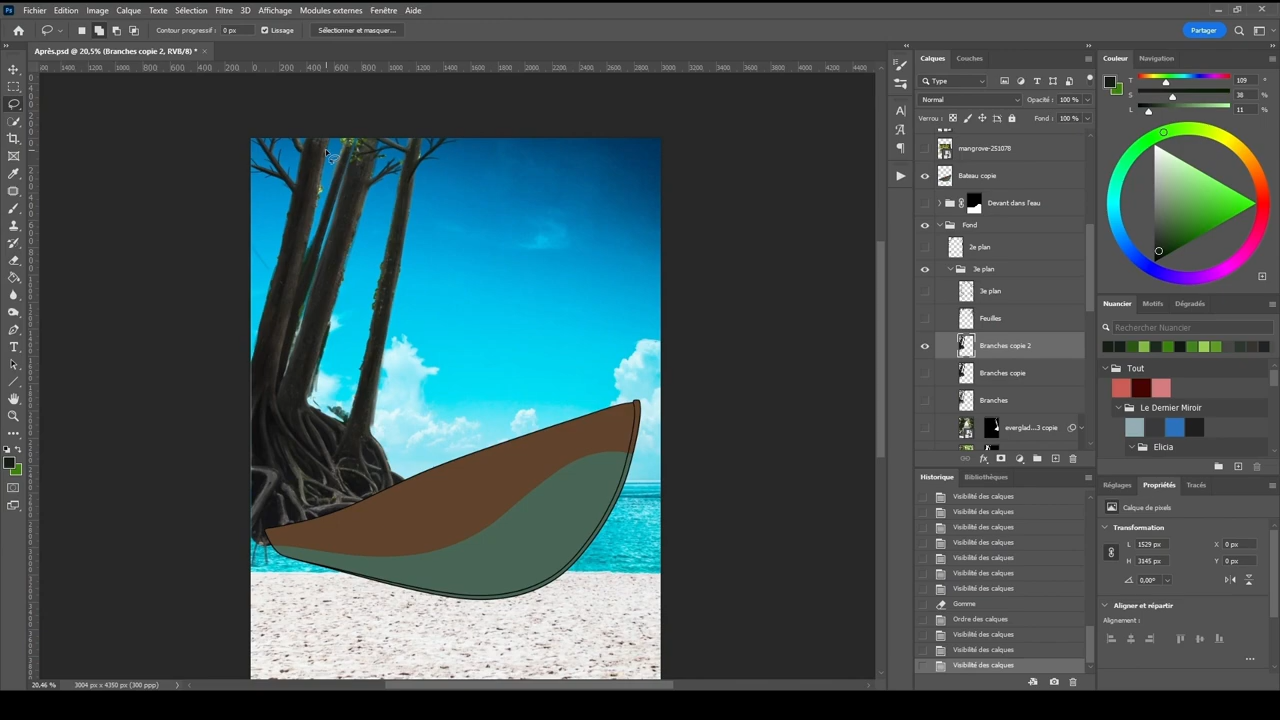 Fichier Edition Image Calque Texte Sélection Filtre 3D Affichage Modules externes Fenêtre Aide
Contour progressif : 0 px Lissage Sélectionner et masquer... Partager
Après.psd @ 20,5% (Branches copie 2, RVB/8) *
Calques Couches
Type
Normal Opacité : 100 %
Verrou : Fond : 100 %
mangrove-251078
Bateau copie
Devant dans l'eau
Fond
2e plan
3e plan
3e plan
Feuilles
Branches copie 2
Branches copie
Branches
everglad...3 copie
Historique Bibliothèques
Visibilité des calques
Visibilité des calques
Visibilité des calques
Visibilité des calques
Visibilité des calques
Visibilité des calques
Visibilité des calques
Gomme
Ordre des calques
Visibilité des calques
Visibilité des calques
Visibilité des calques
Couleur Navigation
T 109 °
S 38 %
L 11 %
Nuancier Motifs Dégradés
Rechercher Nuancier
Tout
Le Dernier Miroir
Elicia
Réglages Propriétés Tracés
Calque de pixels
Transformation
L 1529 px X 0 px
H 3145 px Y 0 px
0,00°
Aligner et répartir
Alignement :
20,46 % 3004 px x 4350 px (300 ppp)